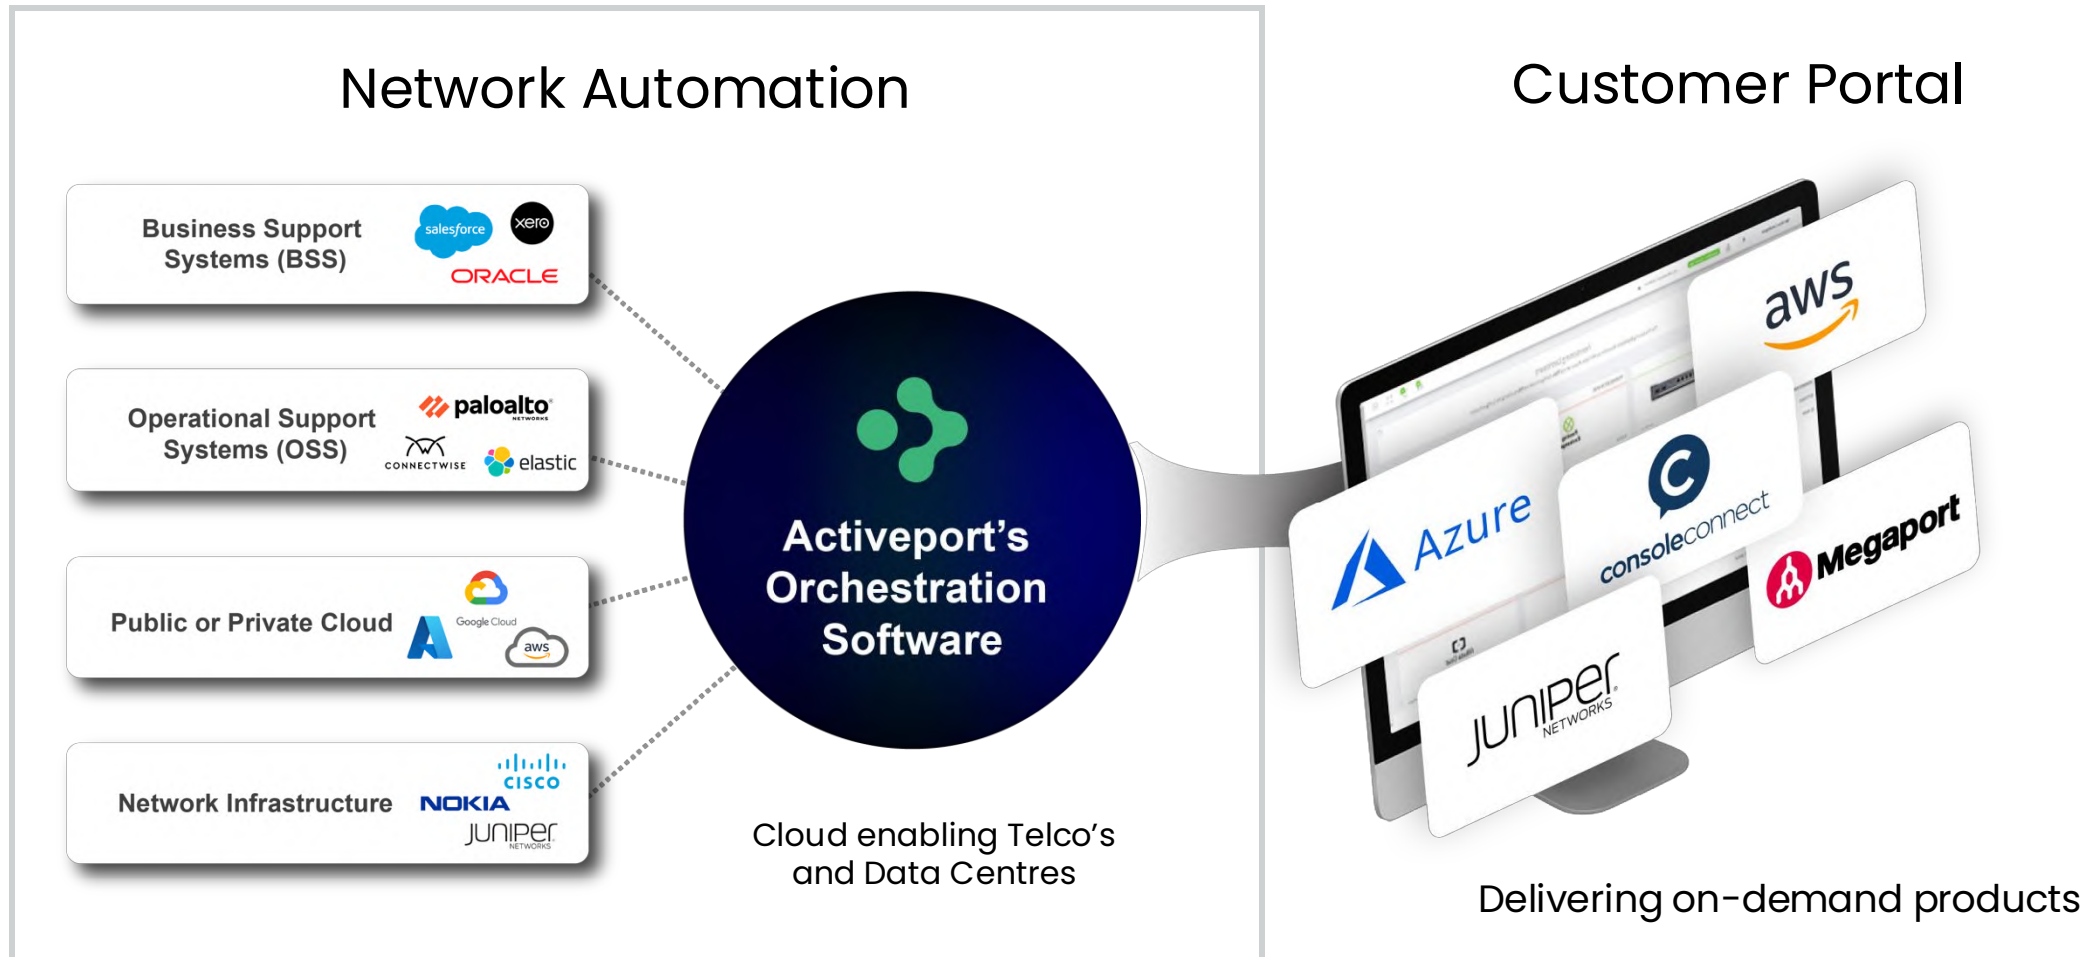 Network Automation
Customer Portal
Business Support
Systems (BSS)
salesforce
xero
ORACLE
Operational Support
Systems (OSS)
paloalto
NETWORKS
CONNECTWISE
elastic
Public or Private Cloud
Google Cloud
aws
Network Infrastructure
CISCO
NOKIA
JUNIPER
NETWORKS
Activeport's
Orchestration
Software
Cloud enabling Telco's
and Data Centres
aws
Azure
consoleconnect
Megaport
JUNIPER
NETWORKS
Delivering on-demand products